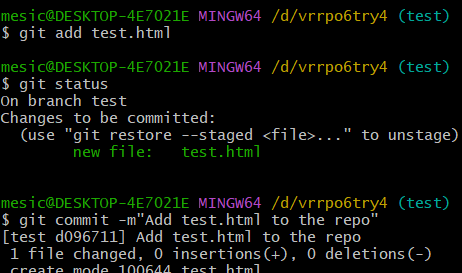 mesic@DESKTOP-4E7021E MINGW64 /d/vrrpo6try4 (test)
$ git add test.html
mesic@DESKTOP-4E7021E MINGW64 /d/vrrpo6try4 (test)
$ git status
On branch test
Changes to be committed:
  (use "git restore --staged <file>..." to unstage)
        new file:   test.html
mesic@DESKTOP-4E7021E MINGW64 /d/vrrpo6try4 (test)
$ git commit -m"Add test.html to the repo"
[test d096711] Add test.html to the repo
 1 file changed, 0 insertions(+), 0 deletions(-)
 create mode 100644 test.html